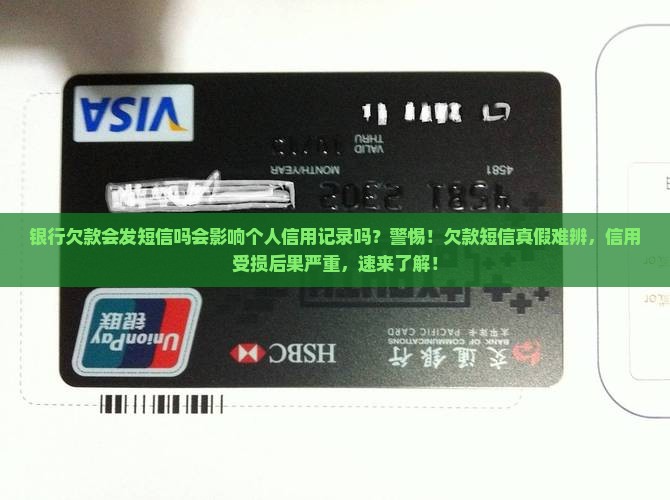 VISA
VALID
THRU
MONTH/YEAR
4581
4581 2302
银行欠款会发短信吗会影响个人信用记录吗？警惕！欠款短信真假难辨，信用
受损后果严重，速来了解！
太平洋卡 PACIFIC CARD
BANK OF COMMUNICATIONS
交通银行
HSBC
UnionPay
银联